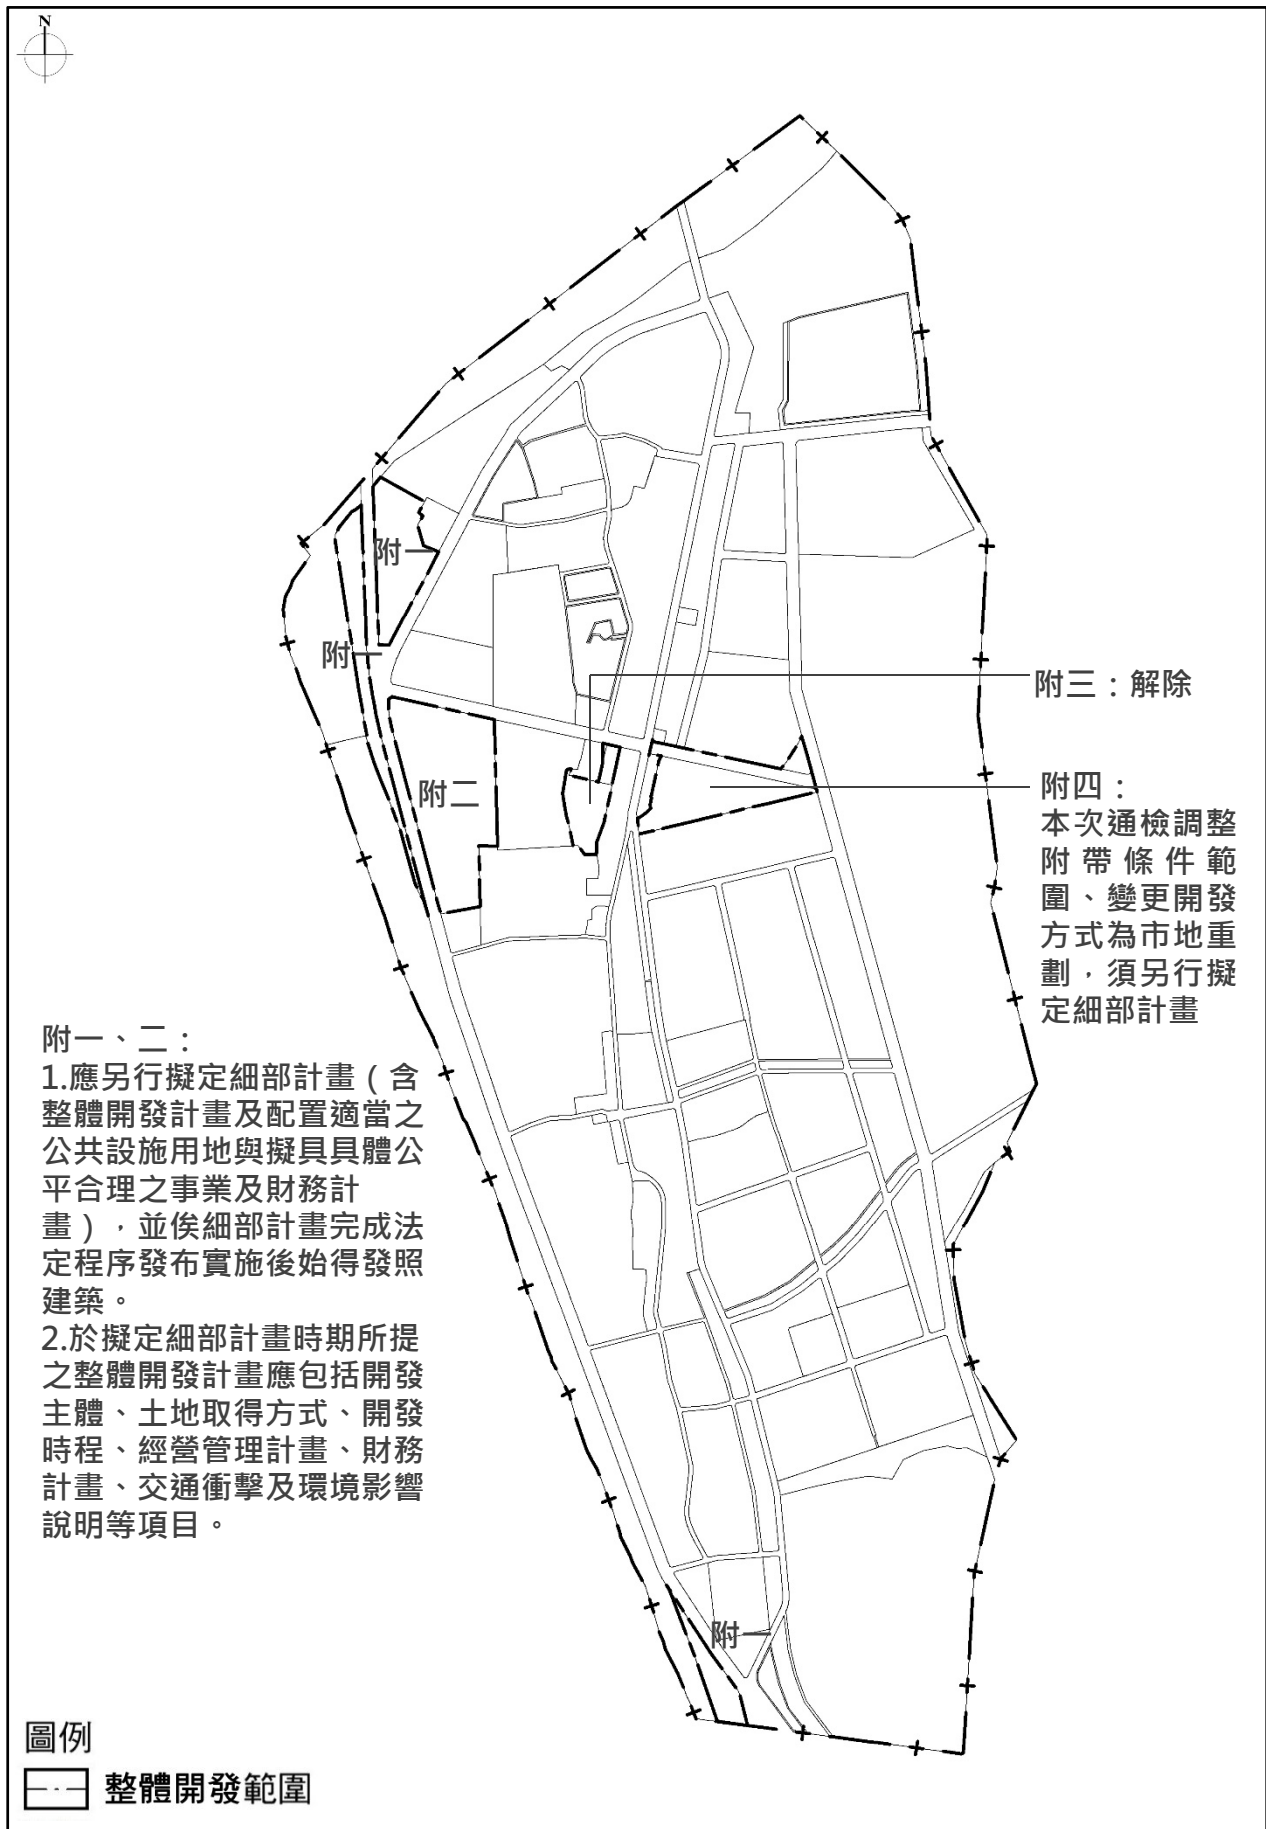 N
附一
附一
附三：解除
附二
附四：
本次通檢調整
附帶條件範
圍、變更開發
方式為市地重
劃，須另行擬
定細部計畫
附一、二：
1.應另行擬定細部計畫（含
整體開發計畫及配置適當之
公共設施用地與擬具具體公
平合理之事業及財務計
畫），並俟細部計畫完成法
定程序發布實施後始得發照
建築。
2.於擬定細部計畫時期所提
之整體開發計畫應包括開發
主體、土地取得方式、開發
時程、經營管理計畫、財務
計畫、交通衝擊及環境影響
說明等項目。
附一
圖例
整體開發範圍